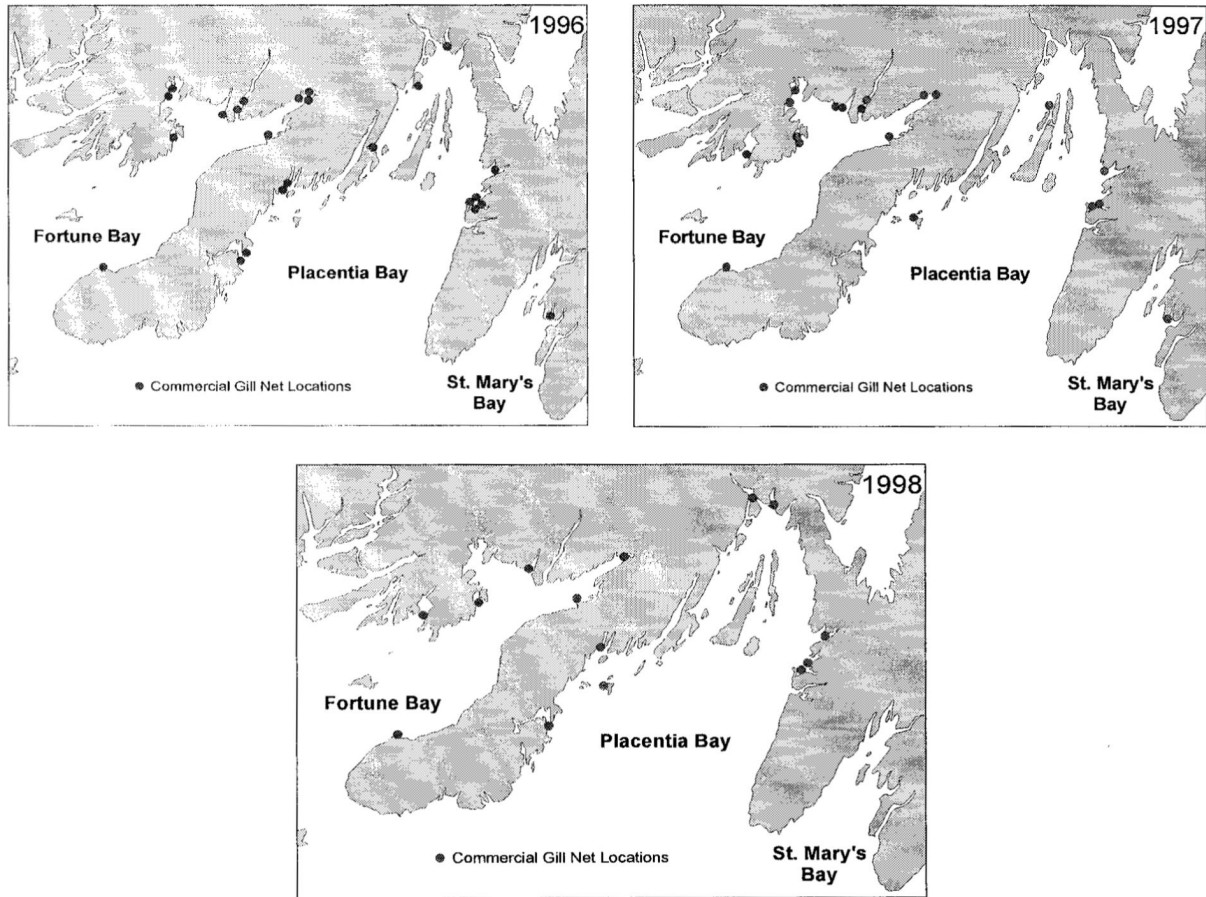 1996
Fortune Bay
Placentia Bay
Commercial Gill Net Locations
St. Mary's
Bay
1997
Fortune Bay
Placentia Bay
Commercial Gill Net Locations
St. Mary's
Bay
1998
Fortune Bay
Placentia Bay
Commercial Gill Net Locations
St. Mary's
Bay